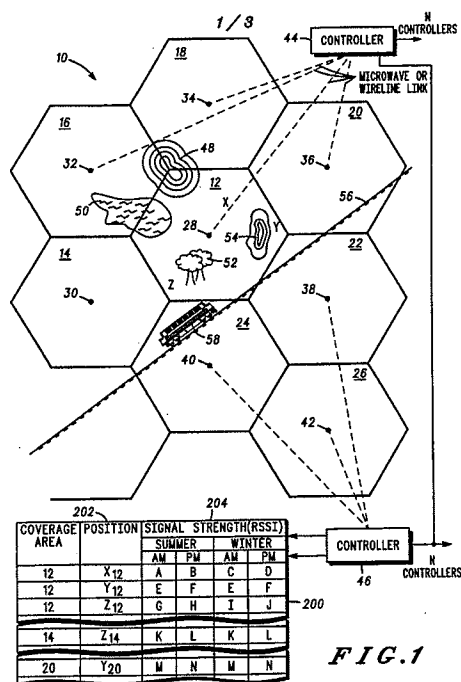 1/3
N
CONTROLLERS
44
CONTROLLER
MICROWAVE OR
WIRELINE LINK
10
18
34
20
16
48
32
36
12
56
X
50
28
54
Y
22
14
52
Z
30
38
58
24
40
26
42
202
204
CONTROLLER
N
CONTROLLERS
46
COVERAGE AREA POSITION SIGNAL STRENGTH(RSSI)
SUMMER WINTER
AM PM AM PM
12 X12 A B C D
12 Y12 E F E F
12 Z12 G H I J
200
14 Z14 K L K L
20 Y20 M N M N
FIG.1